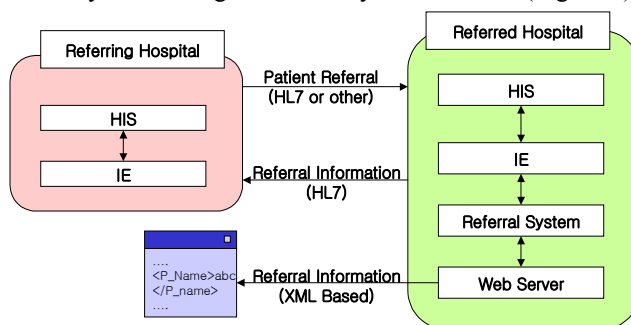 Referring Hospital
HIS
IE
Patient Referral
(HL7 or other)
Referral Information
(HL7)
Referral Information
(XML Based)
....
<P_Name>abc
</P_name>
....
Referred Hospital
HIS
IE
Referral System
Web Server